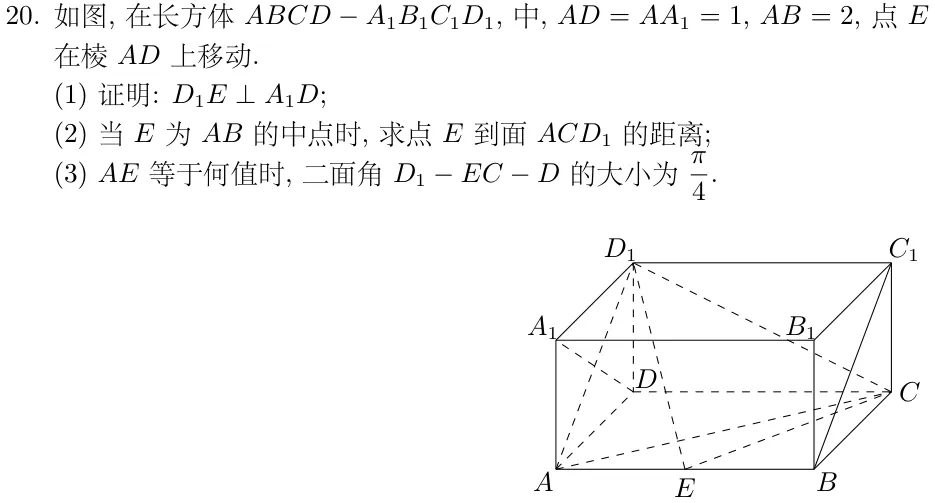 20. 如图, 在长方体 ABCD − A₁B₁C₁D₁, 中, AD = AA₁ = 1, AB = 2, 点 E
在棱 AD 上移动.
(1) 证明: D₁E ⊥ A₁D;
(2) 当 E 为 AB 的中点时, 求点 E 到面 ACD₁ 的距离;
(3) AE 等于何值时, 二面角 D₁ − EC − D 的大小为 π/4.
D₁ C₁
A₁ B₁
D C
A E B